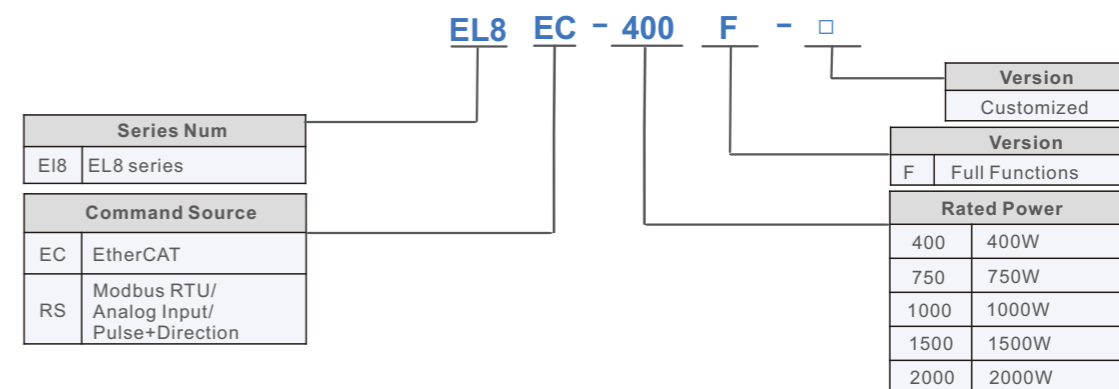 EL8 EC - 400 F - □
Version
Customized
Series Num
El8 EL8 series
Version
F Full Functions
Command Source
EC EtherCAT
RS Modbus RTU/
Analog Input/
Pulse+Direction
Rated Power
400 400W
750 750W
1000 1000W
1500 1500W
2000 2000W